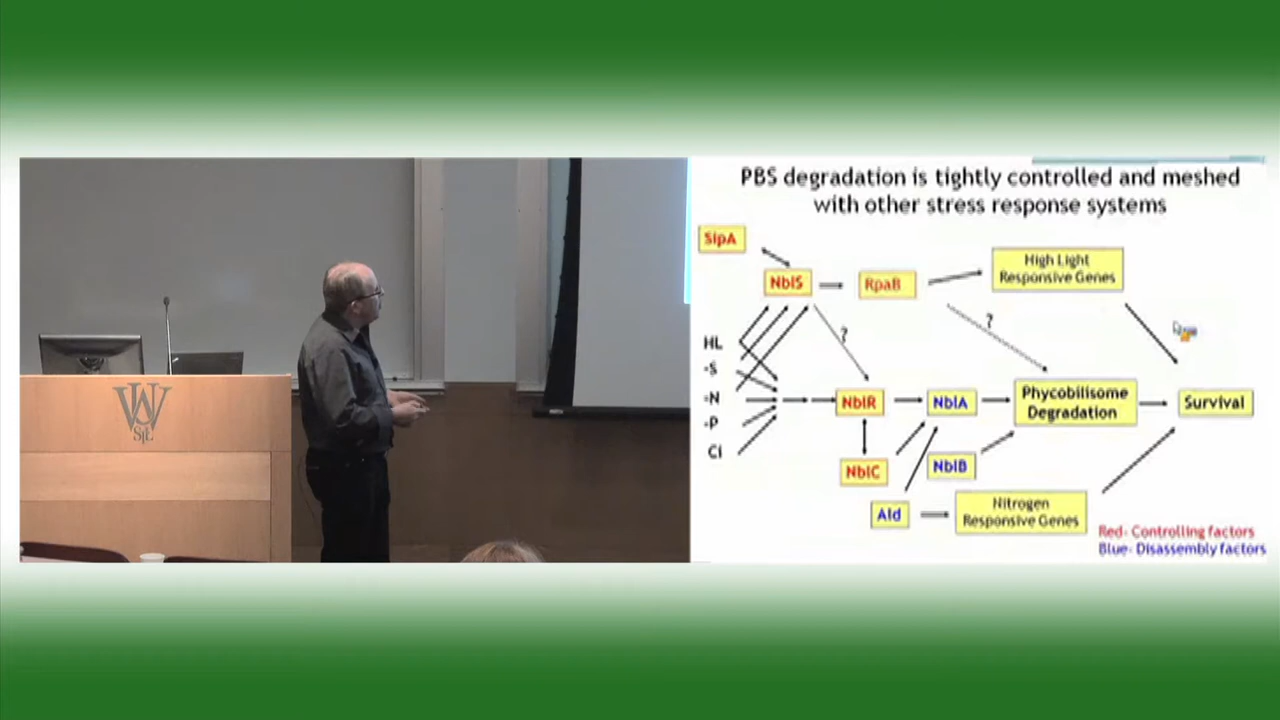 PBS degradation is tightly controlled and meshed
with other stress response systems
SipA
NblS
RpaB
High Light
Responsive Genes
?
?
HL
-S
-N
-P
Cl
NblR
NblA
Phycobilisome
Degradation
Survival
NblC
NblB
Ald
Nitrogen
Responsive Genes
Red- Controlling factors
Blue- Disassembly factors
W
StL